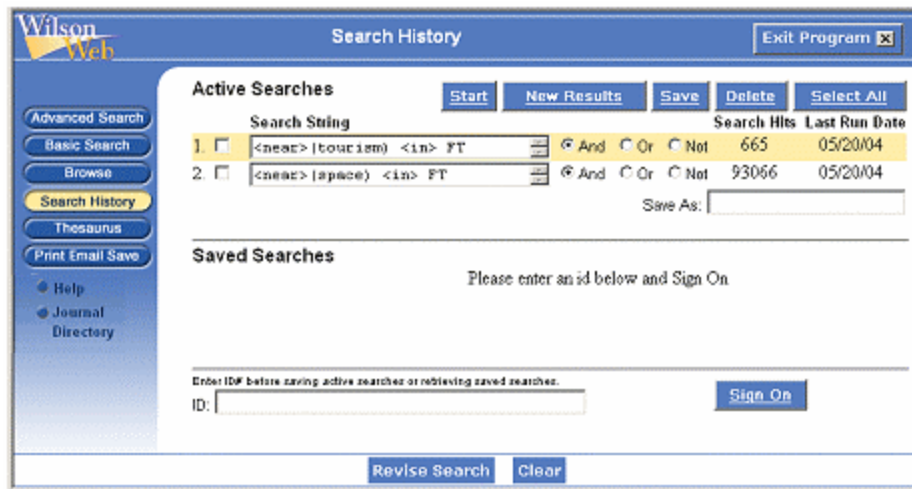 Wilson Web
Search History
Exit Program
Advanced Search
Basic Search
Browse
Search History
Thesaurus
Print Email Save
Help
Journal
Directory
Active Searches
Start New Results Save Delete Select All
Search String Search Hits Last Run Date
1. <near>(tourism) <in> FT And Or Not 665 05/20/04
2. <near>(space) <in> FT And Or Not 93066 05/20/04
Save As:
Saved Searches
Please enter an id below and Sign On
Enter ID# before saving active searches or retrieving saved searches.
ID:
Sign On
Revise Search Clear